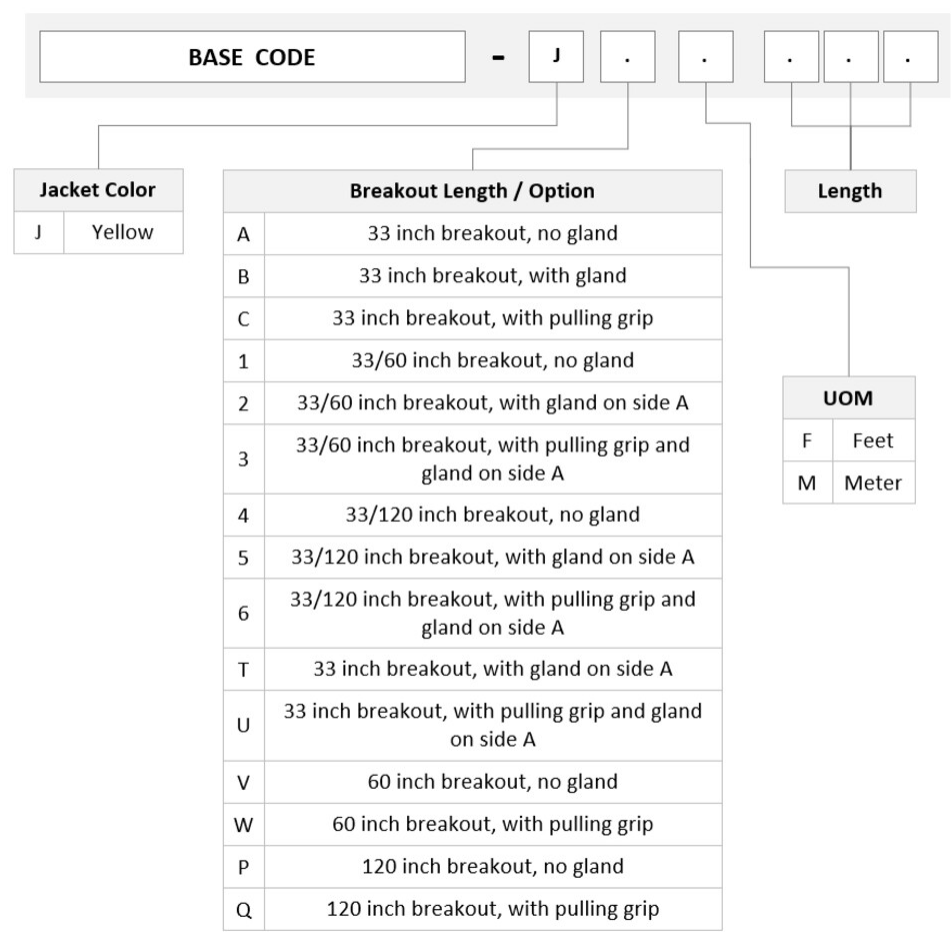 BASE CODE - J . . . . .
Jacket Color
J Yellow
Breakout Length / Option
A 33 inch breakout, no gland
B 33 inch breakout, with gland
C 33 inch breakout, with pulling grip
1 33/60 inch breakout, no gland
2 33/60 inch breakout, with gland on side A
3 33/60 inch breakout, with pulling grip and
gland on side A
4 33/120 inch breakout, no gland
5 33/120 inch breakout, with gland on side A
6 33/120 inch breakout, with pulling grip and
gland on side A
T 33 inch breakout, with gland on side A
U 33 inch breakout, with pulling grip and gland
on side A
V 60 inch breakout, no gland
W 60 inch breakout, with pulling grip
P 120 inch breakout, no gland
Q 120 inch breakout, with pulling grip
Length
UOM
F Feet
M Meter